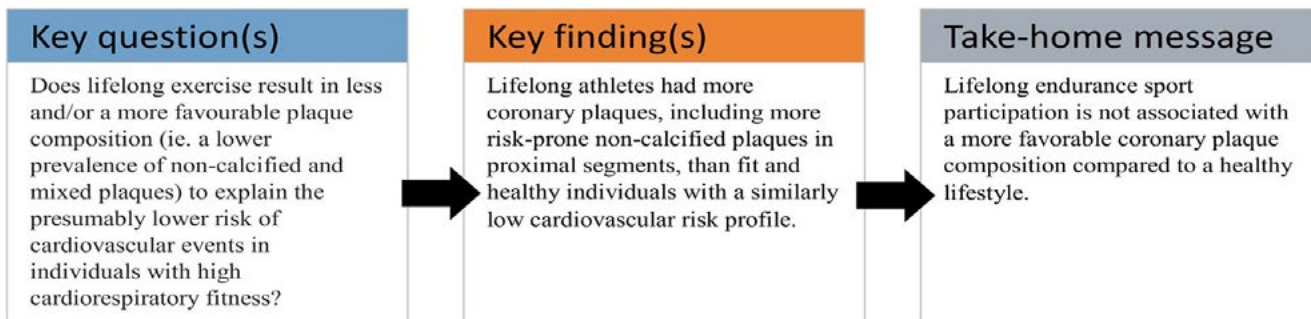 Key question(s)
Does lifelong exercise result in less
and/or a more favourable plaque
composition (ie. a lower
prevalence of non-calcified and
mixed plaques) to explain the
presumably lower risk of
cardiovascular events in
individuals with high
cardiorespiratory fitness?
Key finding(s)
Lifelong athletes had more
coronary plaques, including more
risk-prone non-calcified plaques in
proximal segments, than fit and
healthy individuals with a similarly
low cardiovascular risk profile.
Take-home message
Lifelong endurance sport
participation is not associated with
a more favorable coronary plaque
composition compared to a healthy
lifestyle.